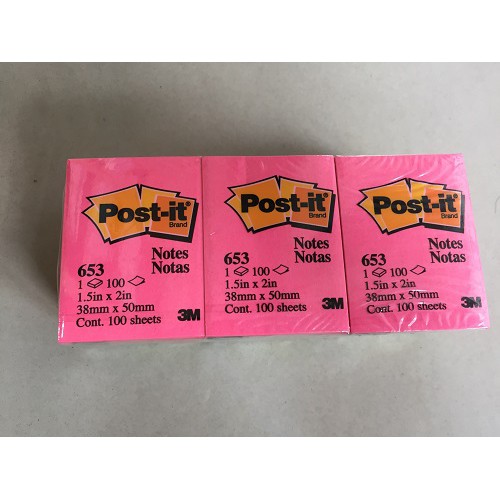 Post-it
Brand
Notes
653 Notas
1 100
1.5in x 2in
38mm x 50mm
Cont. 100 sheets 3M
Post-it
Brand
Notes
653 Notas
1 100
1.5in x 2in
38mm x 50mm
Cont. 100 sheets 3M
Post-it
Brand
Notes
653 Notas
1 100
1.5in x 2in
38mm x 50mm
Cont. 100 sheets 3M